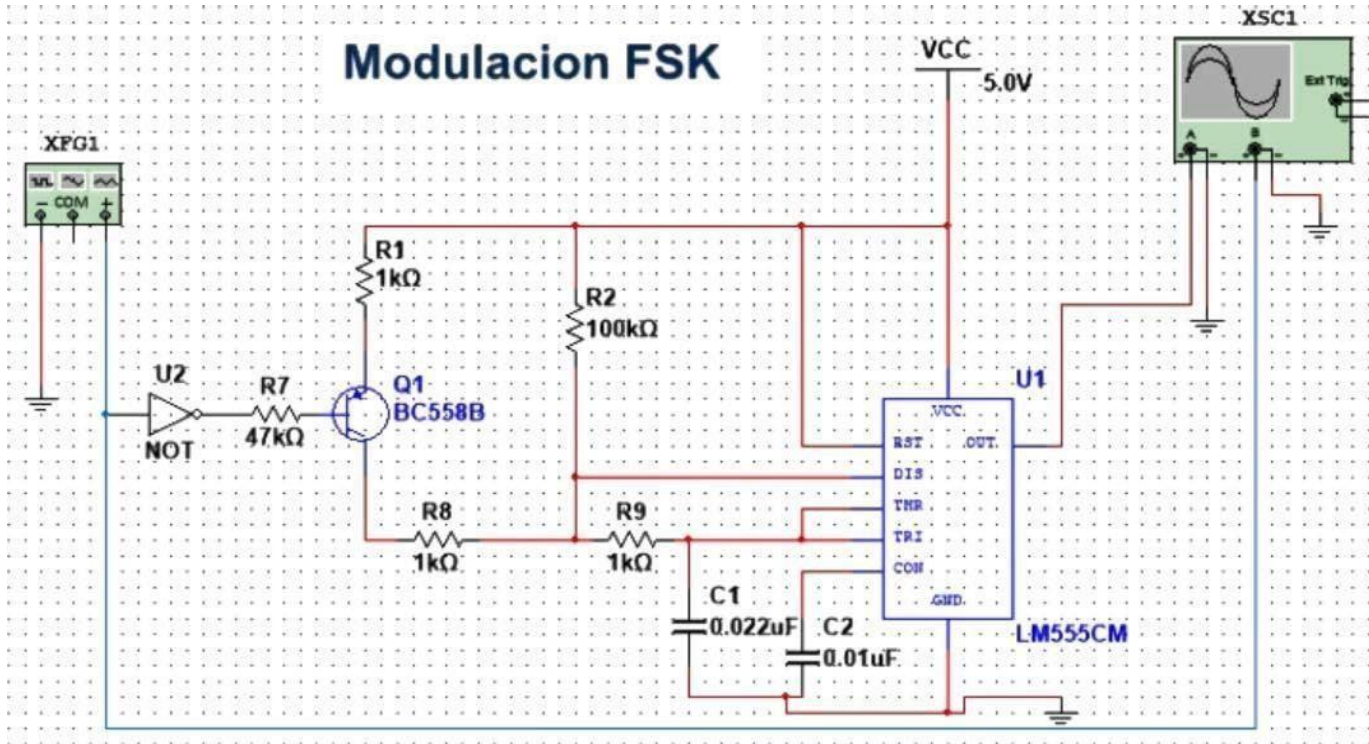 Modulacion FSK
XSC1
VCC
5.0V
Ext Trig
A
B
XFG1
COM
R1
1kΩ
R2
100kΩ
U2
NOT
R7
47kΩ
Q1
BC558B
U1
VCC
RST
OUT
DIS
THR
TRI
CON
GND
LM555CM
R8
1kΩ
R9
1kΩ
C1
0.022uF
C2
0.01uF